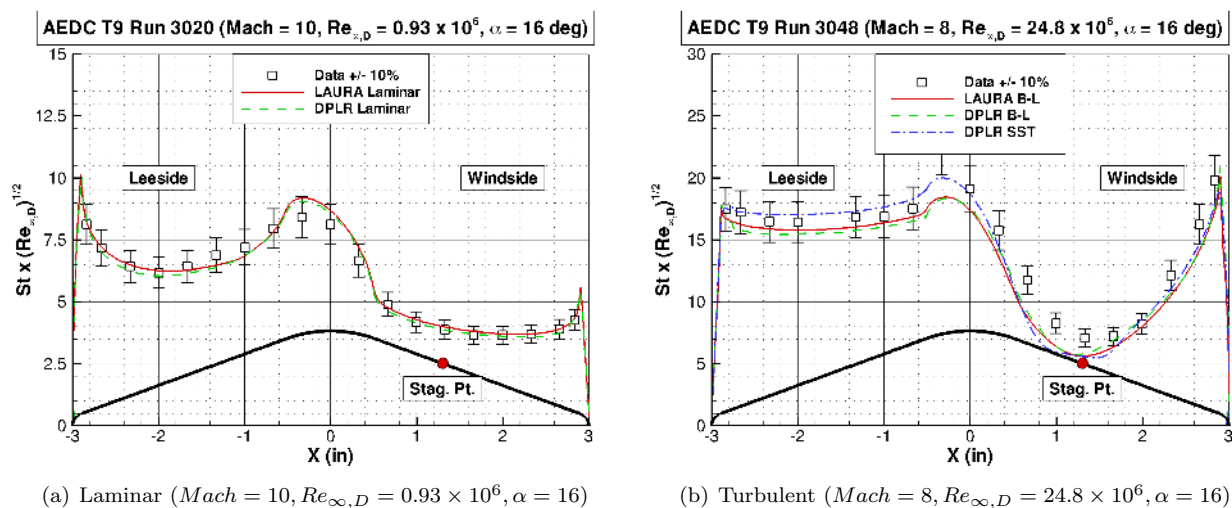 AEDC T9 Run 3020 (Mach = 10, Re∞,D = 0.93 x 10⁶, α = 16 deg)
15
12.5
10
7.5
5
2.5
0
St x (Re∞,D)^1/2
Data +/- 10%
LAURA Laminar
DPLR Laminar
Leeside
Windside
Stag. Pt.
-3 -2 -1 0 1 2 3
X (in)
(a) Laminar (Mach = 10, Re∞,D = 0.93 × 10⁶, α = 16)
AEDC T9 Run 3048 (Mach = 8, Re∞,D = 24.8 x 10⁶, α = 16 deg)
30
25
20
15
10
5
0
St x (Re∞,D)^1/2
Data +/- 10%
LAURA B-L
DPLR B-L
DPLR SST
Leeside
Windside
Stag. Pt.
-3 -2 -1 0 1 2 3
X (in)
(b) Turbulent (Mach = 8, Re∞,D = 24.8 × 10⁶, α = 16)